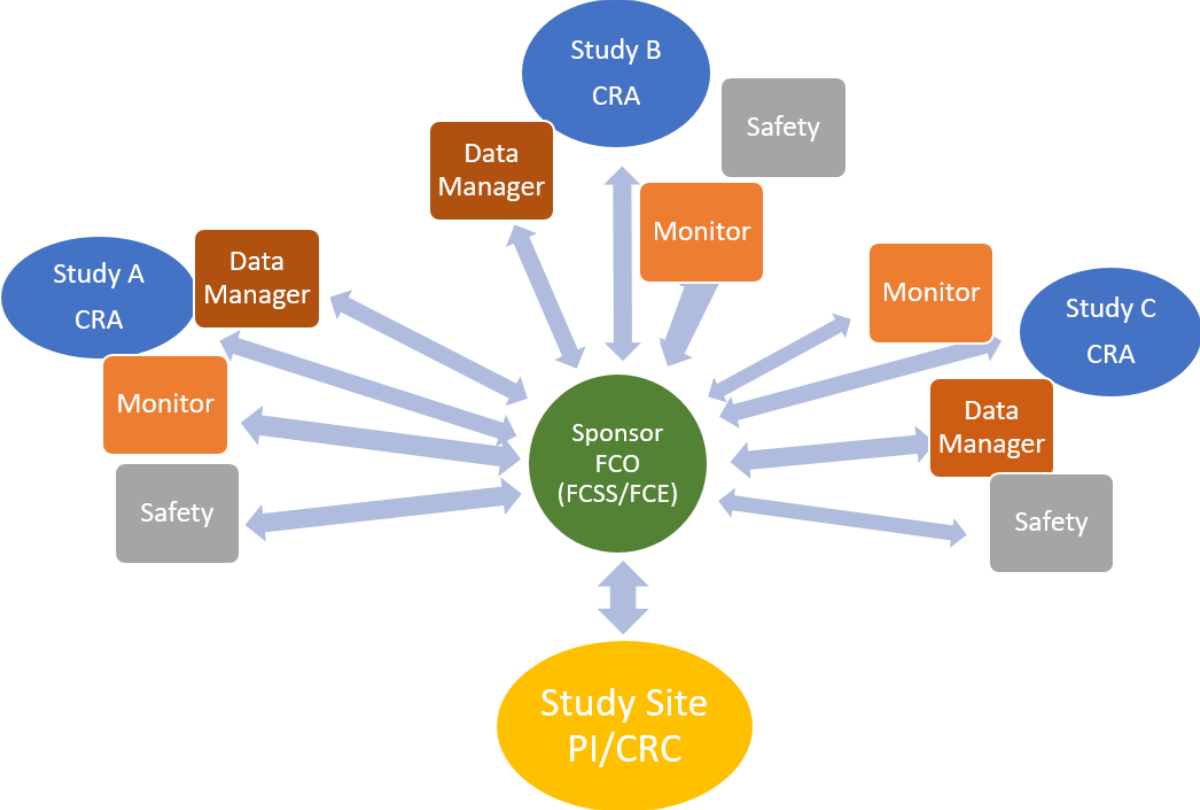 Study B
CRA
Safety
Data
Manager
Monitor
Study A
CRA
Data
Manager
Monitor
Safety
Monitor
Study C
CRA
Data
Manager
Safety
Sponsor
FCO
(FCSS/FCE)
Study Site
PI/CRC